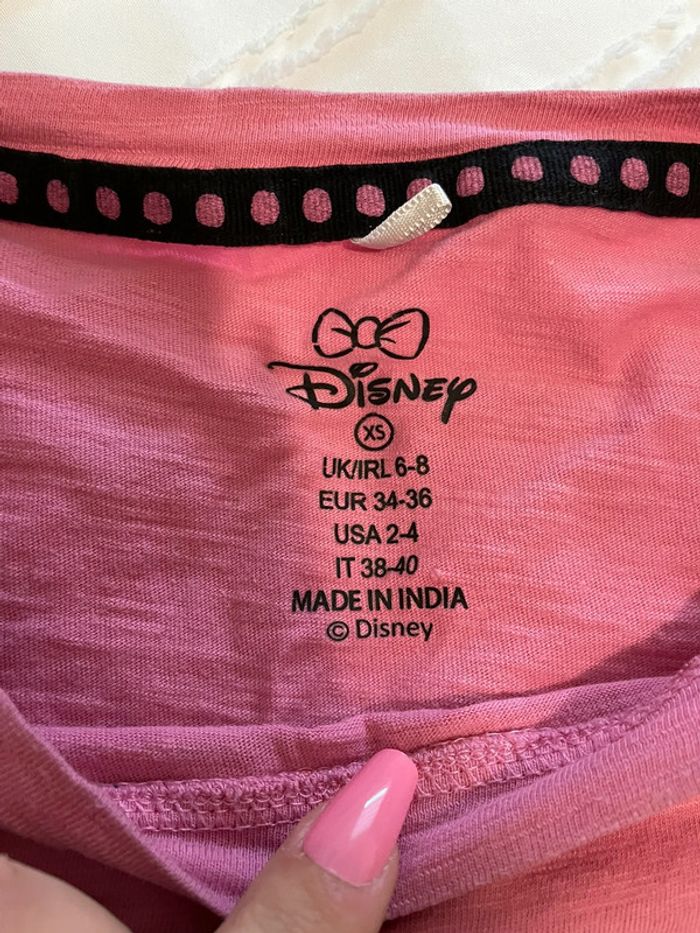 Disney
XS
UK/IRL 6-8
EUR 34-36
USA 2-4
IT 38-40
MADE IN INDIA
© Disney